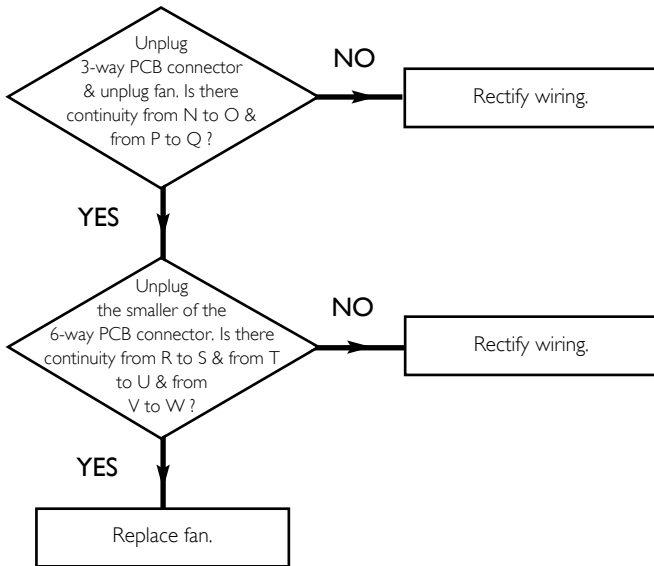 Unplug
3-way PCB connector
& unplug fan. Is there
continuity from N to O &
from P to Q ?
NO
Rectify wiring.
YES
Unplug
the smaller of the
6-way PCB connector. Is there
continuity from R to S & from T
to U & from
V to W ?
NO
Rectify wiring.
YES
Replace fan.